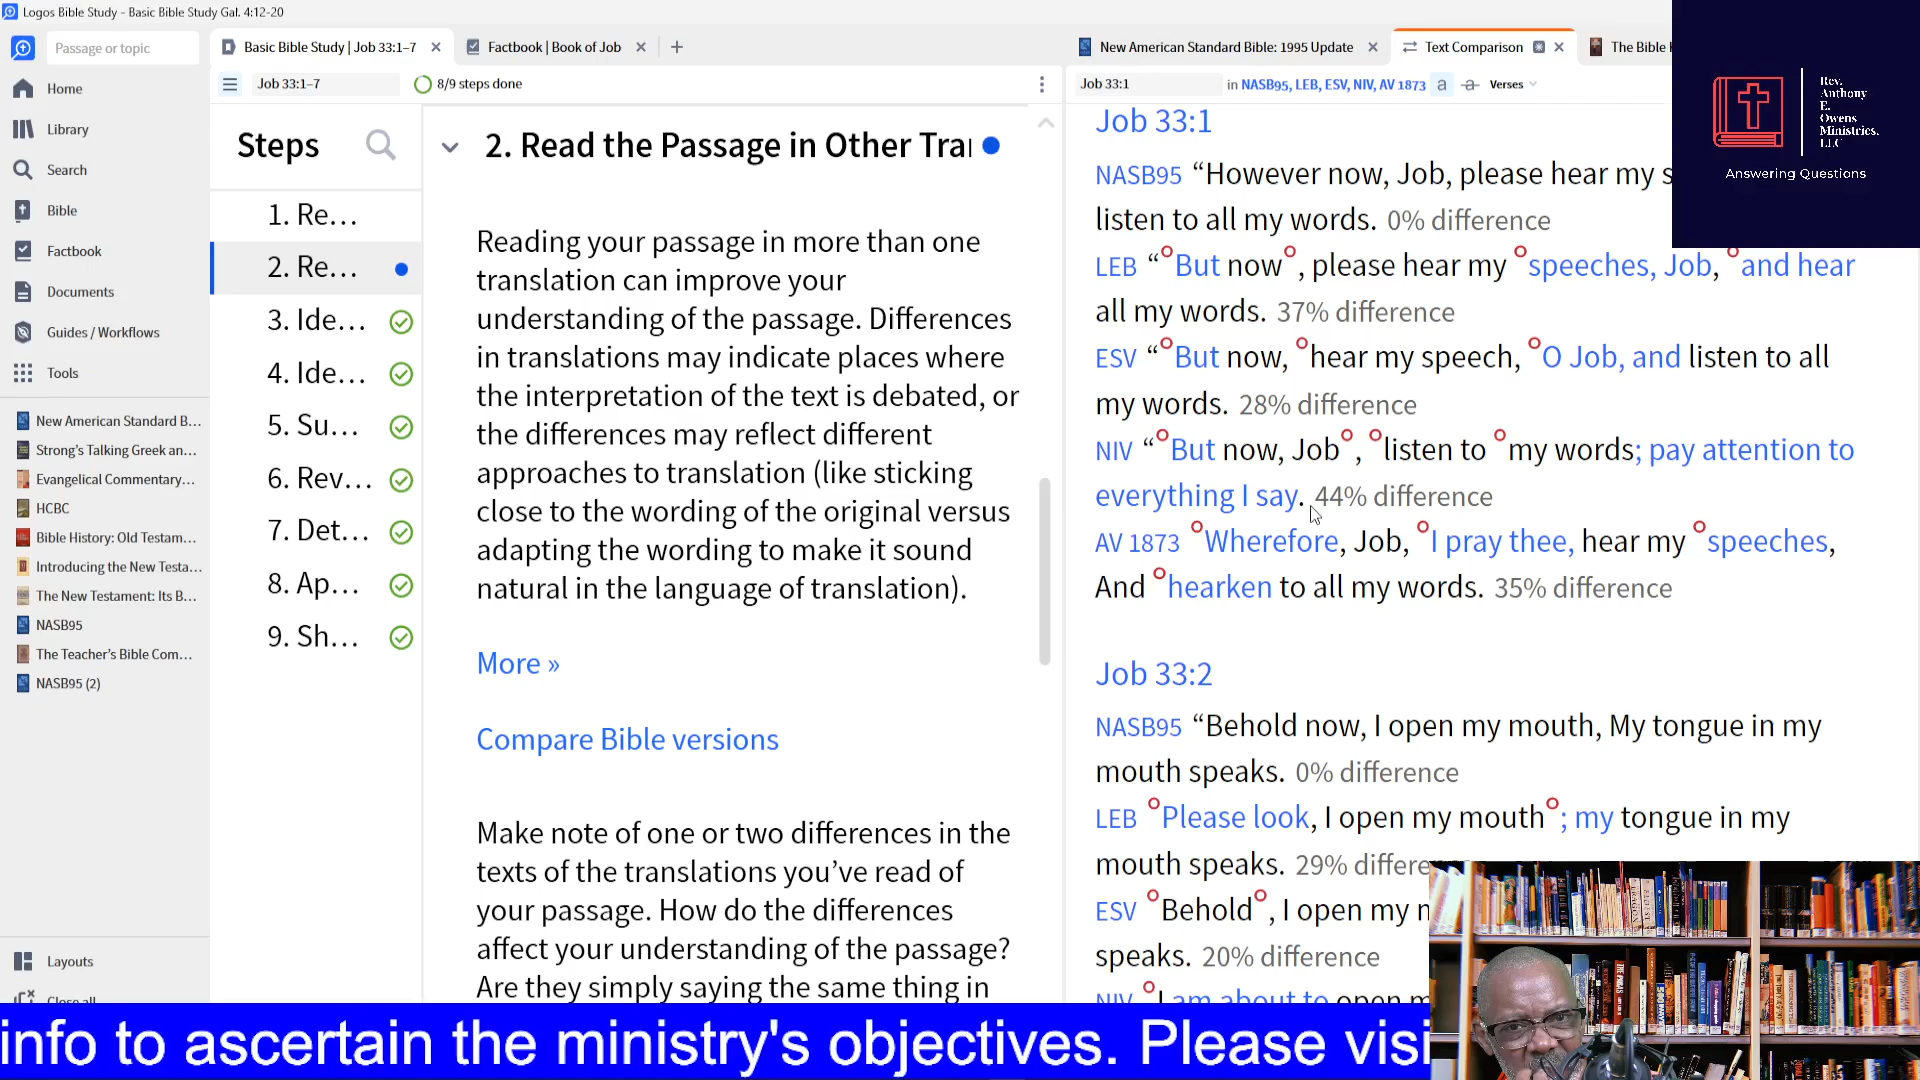 Logos Bible Study - Basic Bible Study Gal. 4:12-20
Passage or topic
Home
Library
Search
Bible
Factbook
Documents
Guides / Workflows
Tools
New American Standard B...
Strong's Talking Greek an...
Evangelical Commentary...
HCBC
Bible History: Old Testam...
Introducing the New Testa...
The New Testament: Its B...
NASB95
The Teacher's Bible Com...
NASB95 (2)
Layouts
Close all
Basic Bible Study | Job 33:1–7
Factbook | Book of Job
Job 33:1–7
8/9 steps done
Steps
1. Re...
2. Re...
3. Ide...
4. Ide...
5. Su...
6. Rev...
7. Det...
8. Ap...
9. Sh...
2. Read the Passage in Other Tra
Reading your passage in more than one
translation can improve your
understanding of the passage. Differences
in translations may indicate places where
the interpretation of the text is debated, or
the differences may reflect different
approaches to translation (like sticking
close to the wording of the original versus
adapting the wording to make it sound
natural in the language of translation).
More »
Compare Bible versions
Make note of one or two differences in the
texts of the translations you've read of
your passage. How do the differences
affect your understanding of the passage?
Are they simply saying the same thing in
New American Standard Bible: 1995 Update
Text Comparison
The Bible
Job 33:1
in NASB95, LEB, ESV, NIV, AV 1873
a
a
Verses
Job 33:1
NASB95 “However now, Job, please hear my s
listen to all my words. 0% difference
LEB “But now, please hear my speeches, Job, and hear
all my words. 37% difference
ESV “But now, hear my speech, O Job, and listen to all
my words. 28% difference
NIV “But now, Job, listen to my words; pay attention to
everything I say. 44% difference
AV 1873 Wherefore, Job, I pray thee, hear my speeches,
And hearken to all my words. 35% difference
Job 33:2
NASB95 “Behold now, I open my mouth, My tongue in my
mouth speaks. 0% difference
LEB Please look, I open my mouth; my tongue in my
mouth speaks. 29% differe
ESV Behold, I open my m
speaks. 20% difference
NIV I am about to open m
Rev.
Anthony
E.
Owens
Ministries,
LLC
Answering Questions
info to ascertain the ministry's objectives. Please visi